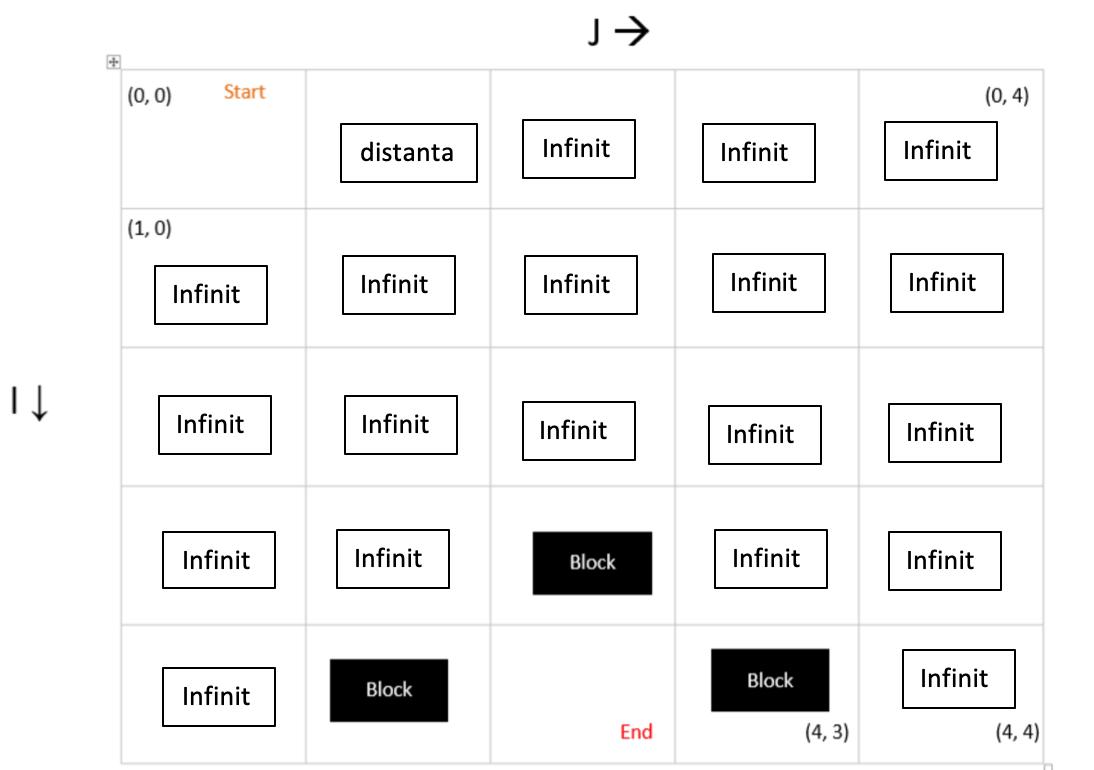 J →
(0, 0) Start (0, 4)
distanta Infinit Infinit Infinit
(1, 0)
Infinit Infinit Infinit Infinit Infinit
I ↓
Infinit Infinit Infinit Infinit Infinit
Infinit Infinit Block Infinit Infinit
Infinit Block Block Infinit
End (4, 3) (4, 4)